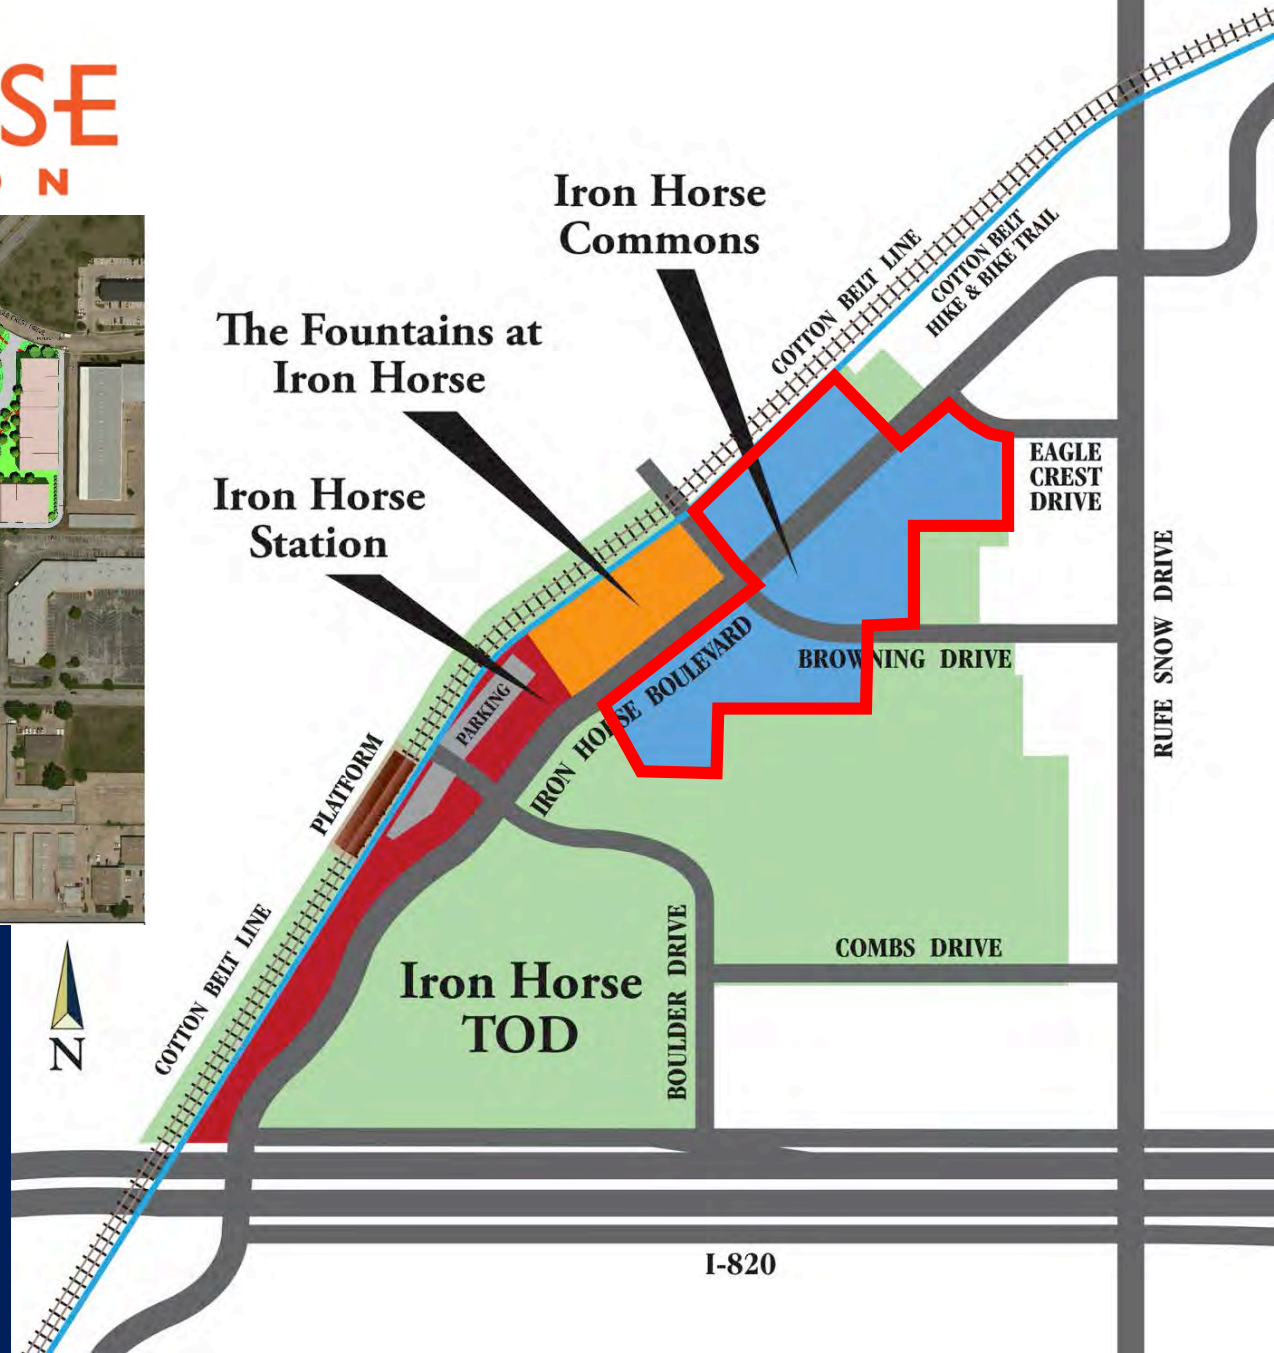 SE
O N
Iron Horse
Commons
COTTON BELT LINE
COTTON BELT
HIKE & BIKE TRAIL
The Fountains at
Iron Horse
EAGLE
CREST
DRIVE
Iron Horse
Station
RUFE SNOW DRIVE
BROWNING DRIVE
IRON HORSE BOULEVARD
PARKING
PLATFORM
COTTON BELT LINE
COMBS DRIVE
BOULDER DRIVE
Iron Horse
TOD
N
I-820